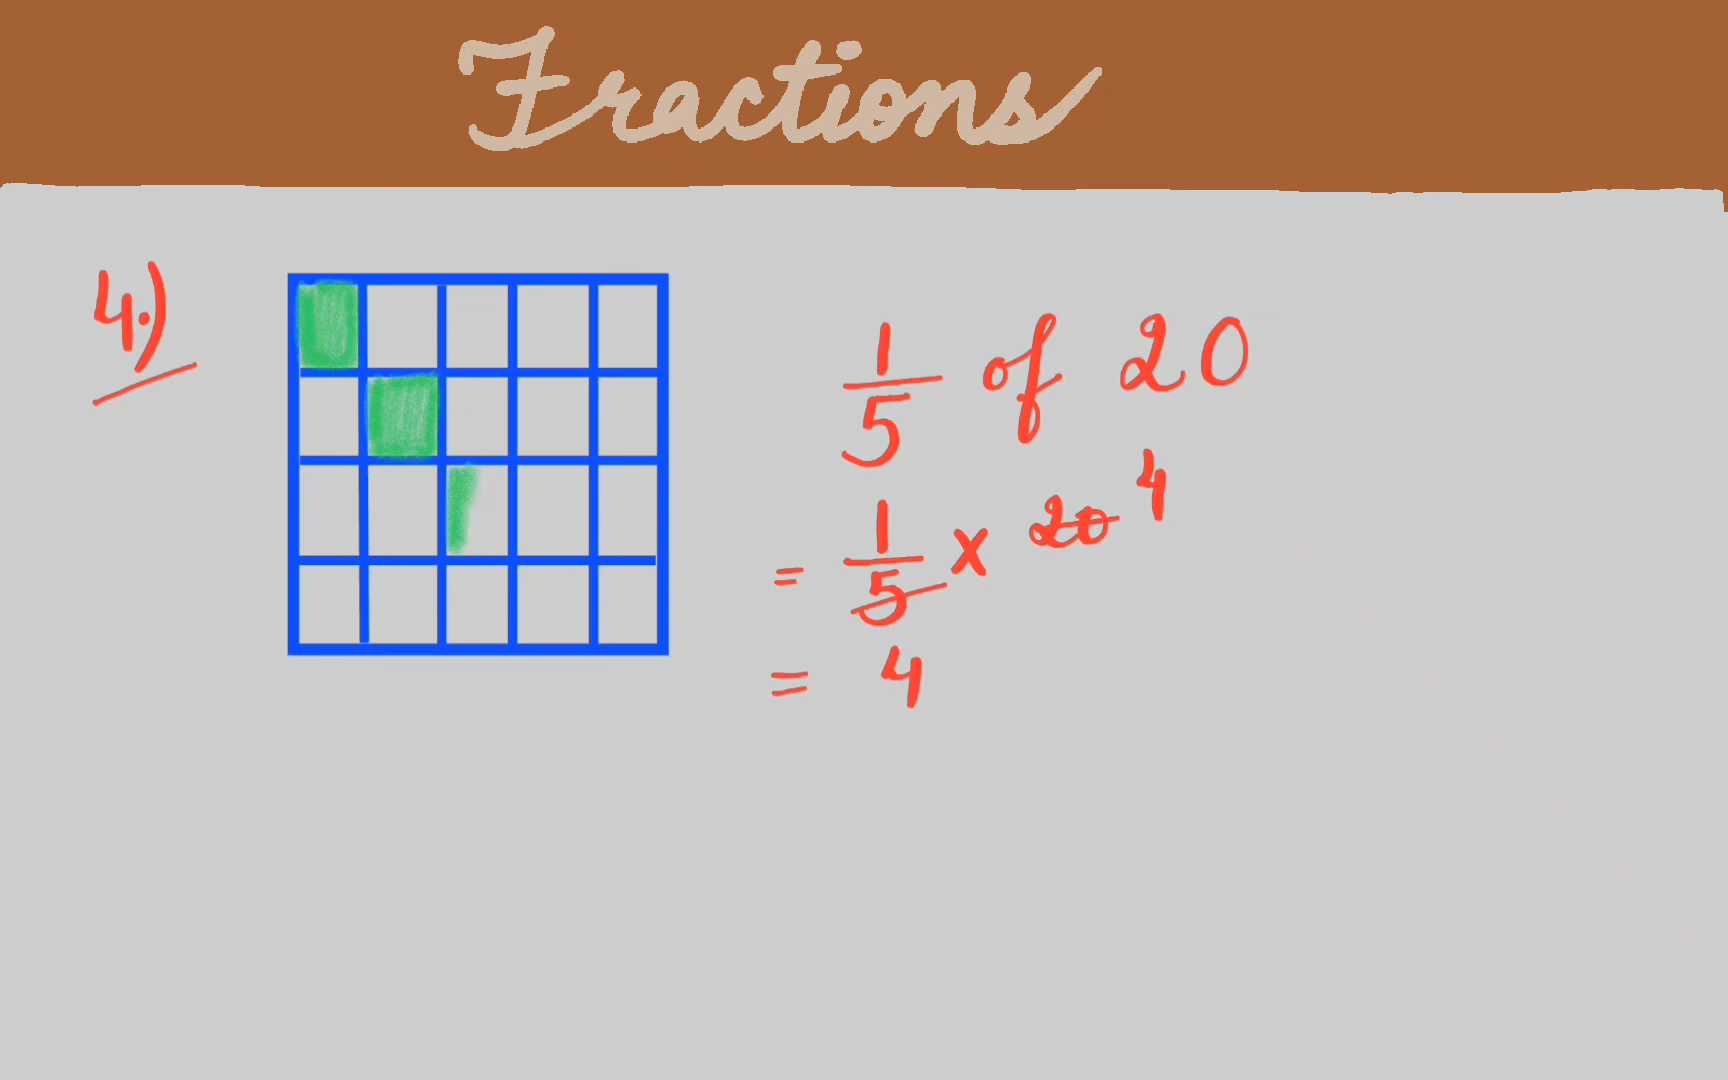 Fractions
4.)
1/5 of 20
= 1/5 x 20 4
= 4